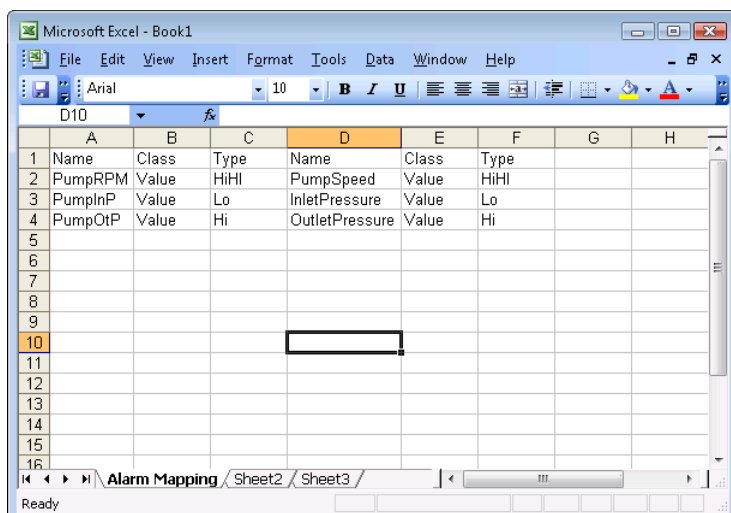 Microsoft Excel - Book1
File Edit View Insert Format Tools Data Window Help
Arial 10 B I U A
D10 fx
A B C D E F G H
1 Name Class Type Name Class Type
2 PumpRPM Value HiHI PumpSpeed Value HiHI
3 PumpInP Value Lo InletPressure Value Lo
4 PumpOtP Value Hi OutletPressure Value Hi
5
6
7
8
9
10
11
12
13
14
15
16
Alarm Mapping Sheet2 Sheet3
Ready